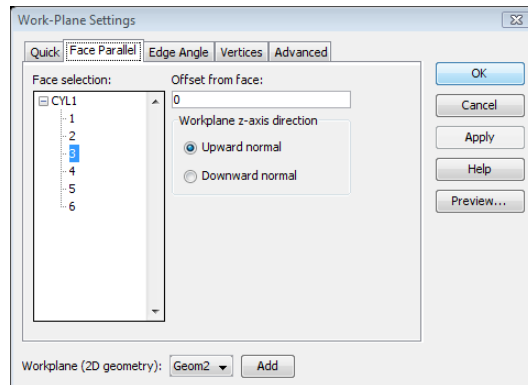 Work-Plane Settings
Quick
Face Parallel
Edge Angle
Vertices
Advanced
Face selection:
CYL1
1
2
3
4
5
6
Offset from face:
0
Workplane z-axis direction
Upward normal
Downward normal
OK
Cancel
Apply
Help
Preview...
Workplane (2D geometry):
Geom2
Add